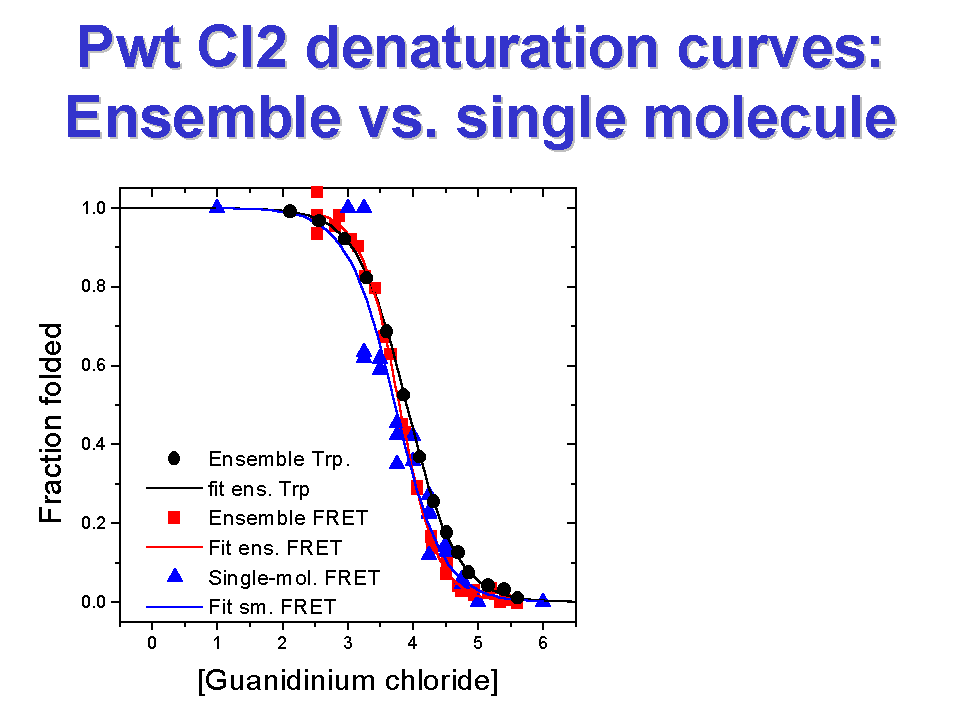 Pwt CI2 denaturation curves:
Ensemble vs. single molecule
1.0
0.8
0.6
0.4
0.2
0.0
Fraction folded
Ensemble Trp.
fit ens. Trp
Ensemble FRET
Fit ens. FRET
Single-mol. FRET
Fit sm. FRET
0 1 2 3 4 5 6
[Guanidinium chloride]